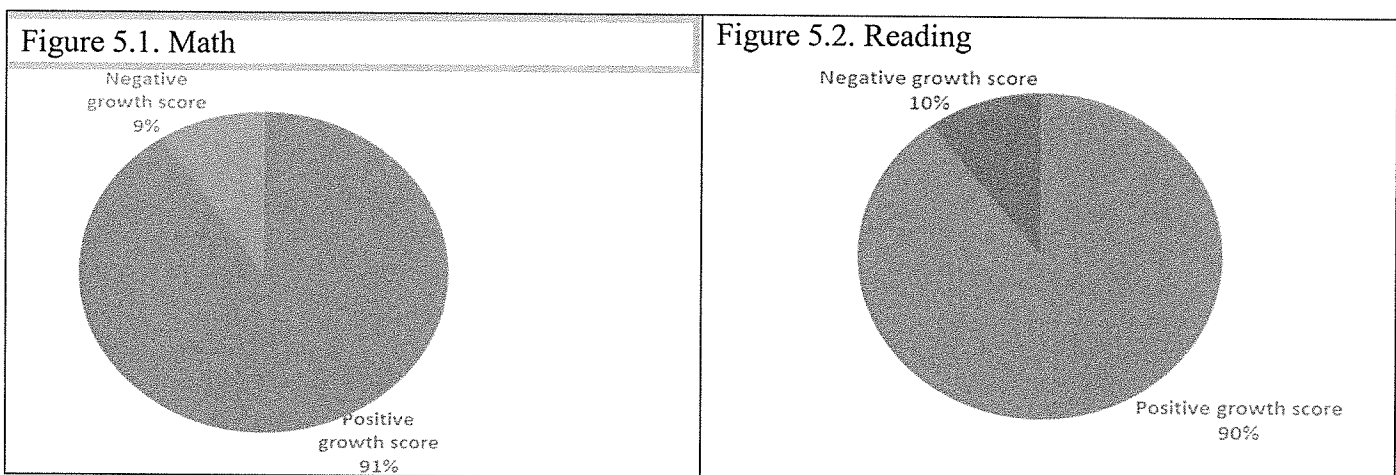 Figure 5.1. Math
Negative
growth score
9%
Positive
growth score
91%
Figure 5.2. Reading
Negative growth score
10%
Positive growth score
90%